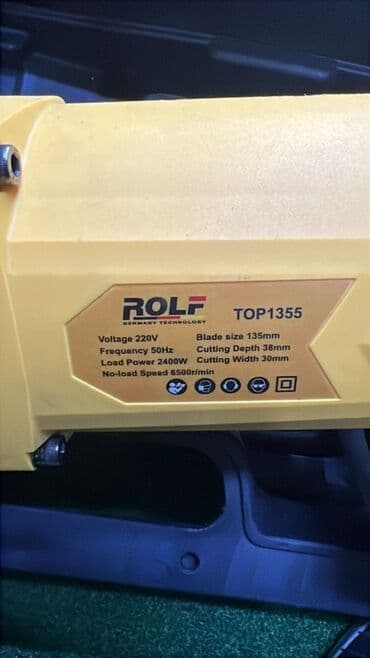 ROLF
GERMANY TECHNOLOGY
TOP1355
Voltage 220V
Frequency 50Hz
Load Power 2400W
No-load Speed 6500r/min
Blade size 135mm
Cutting Depth 38mm
Cutting Width 30mm